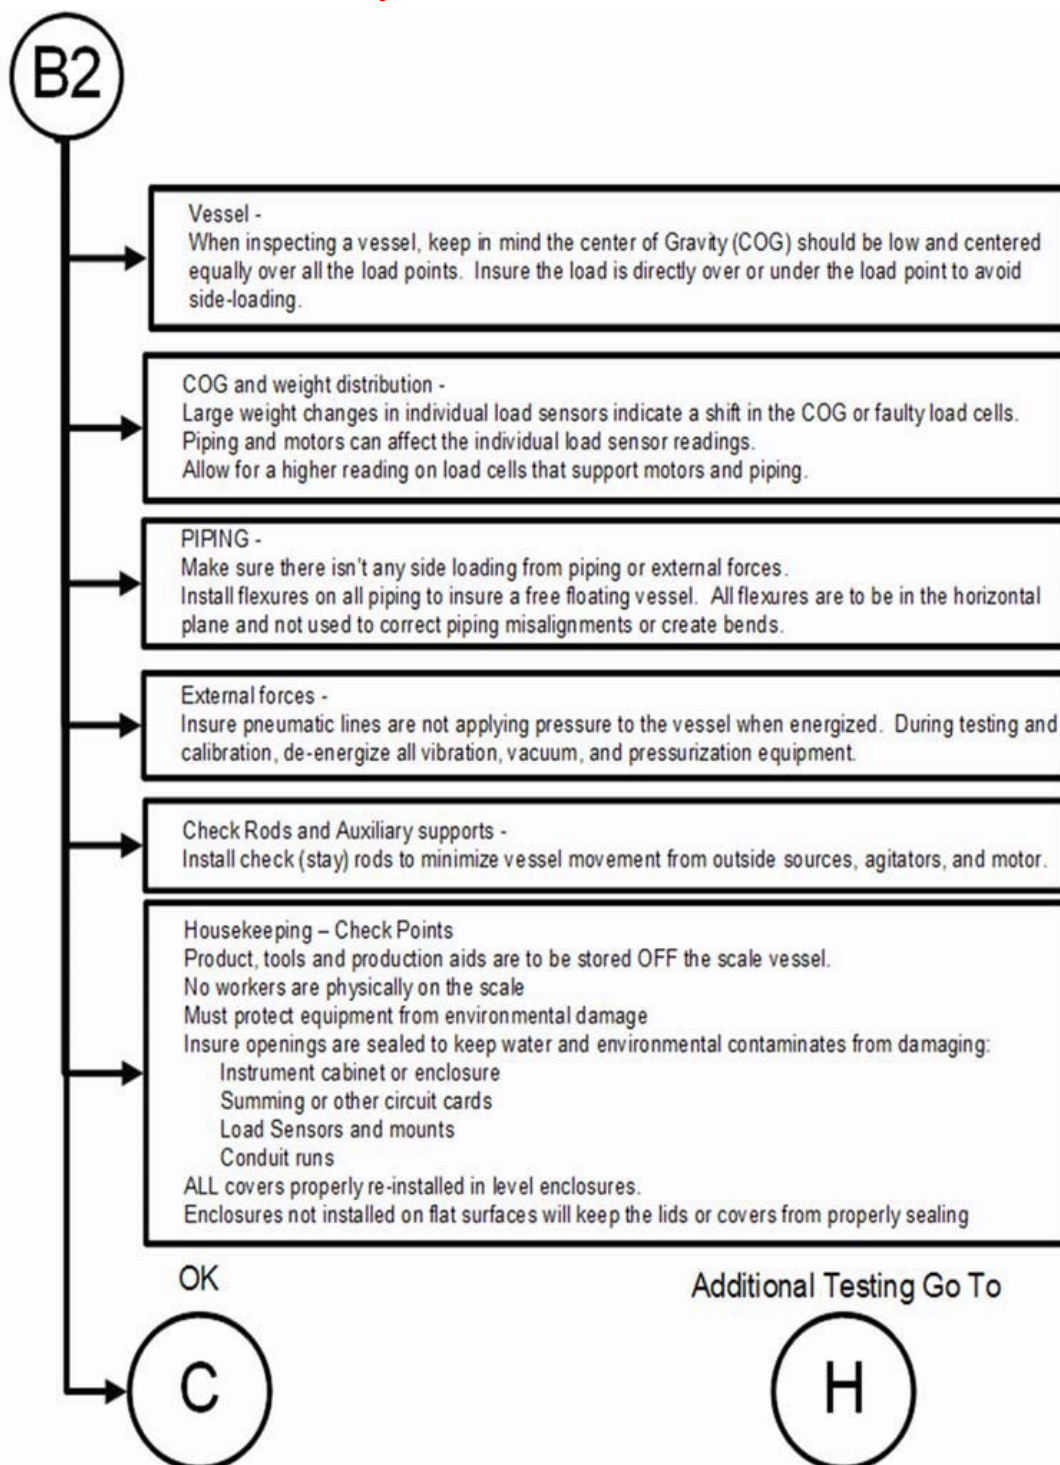 B2
Vessel -
When inspecting a vessel, keep in mind the center of Gravity (COG) should be low and centered
equally over all the load points. Insure the load is directly over or under the load point to avoid
side-loading.
COG and weight distribution -
Large weight changes in individual load sensors indicate a shift in the COG or faulty load cells.
Piping and motors can affect the individual load sensor readings.
Allow for a higher reading on load cells that support motors and piping.
PIPING -
Make sure there isn't any side loading from piping or external forces.
Install flexures on all piping to insure a free floating vessel. All flexures are to be in the horizontal
plane and not used to correct piping misalignments or create bends.
External forces -
Insure pneumatic lines are not applying pressure to the vessel when energized. During testing and
calibration, de-energize all vibration, vacuum, and pressurization equipment.
Check Rods and Auxiliary supports -
Install check (stay) rods to minimize vessel movement from outside sources, agitators, and motor.
Housekeeping – Check Points
Product, tools and production aids are to be stored OFF the scale vessel.
No workers are physically on the scale
Must protect equipment from environmental damage
Insure openings are sealed to keep water and environmental contaminates from damaging:
Instrument cabinet or enclosure
Summing or other circuit cards
Load Sensors and mounts
Conduit runs
ALL covers properly re-installed in level enclosures.
Enclosures not installed on flat surfaces will keep the lids or covers from properly sealing
OK
Additional Testing Go To
C
H